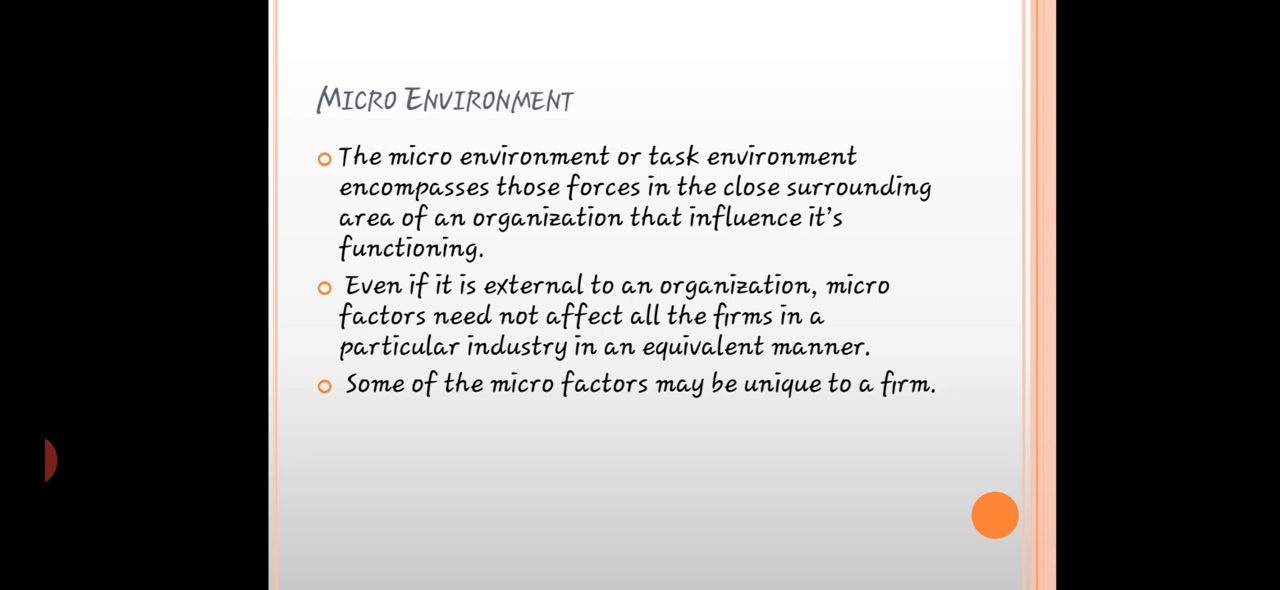 MICRO ENVIRONMENT
The micro environment or task environment
encompasses those forces in the close surrounding
area of an organization that influence it's
functioning.
Even if it is external to an organization, micro
factors need not affect all the firms in a
particular industry in an equivalent manner.
Some of the micro factors may be unique to a firm.